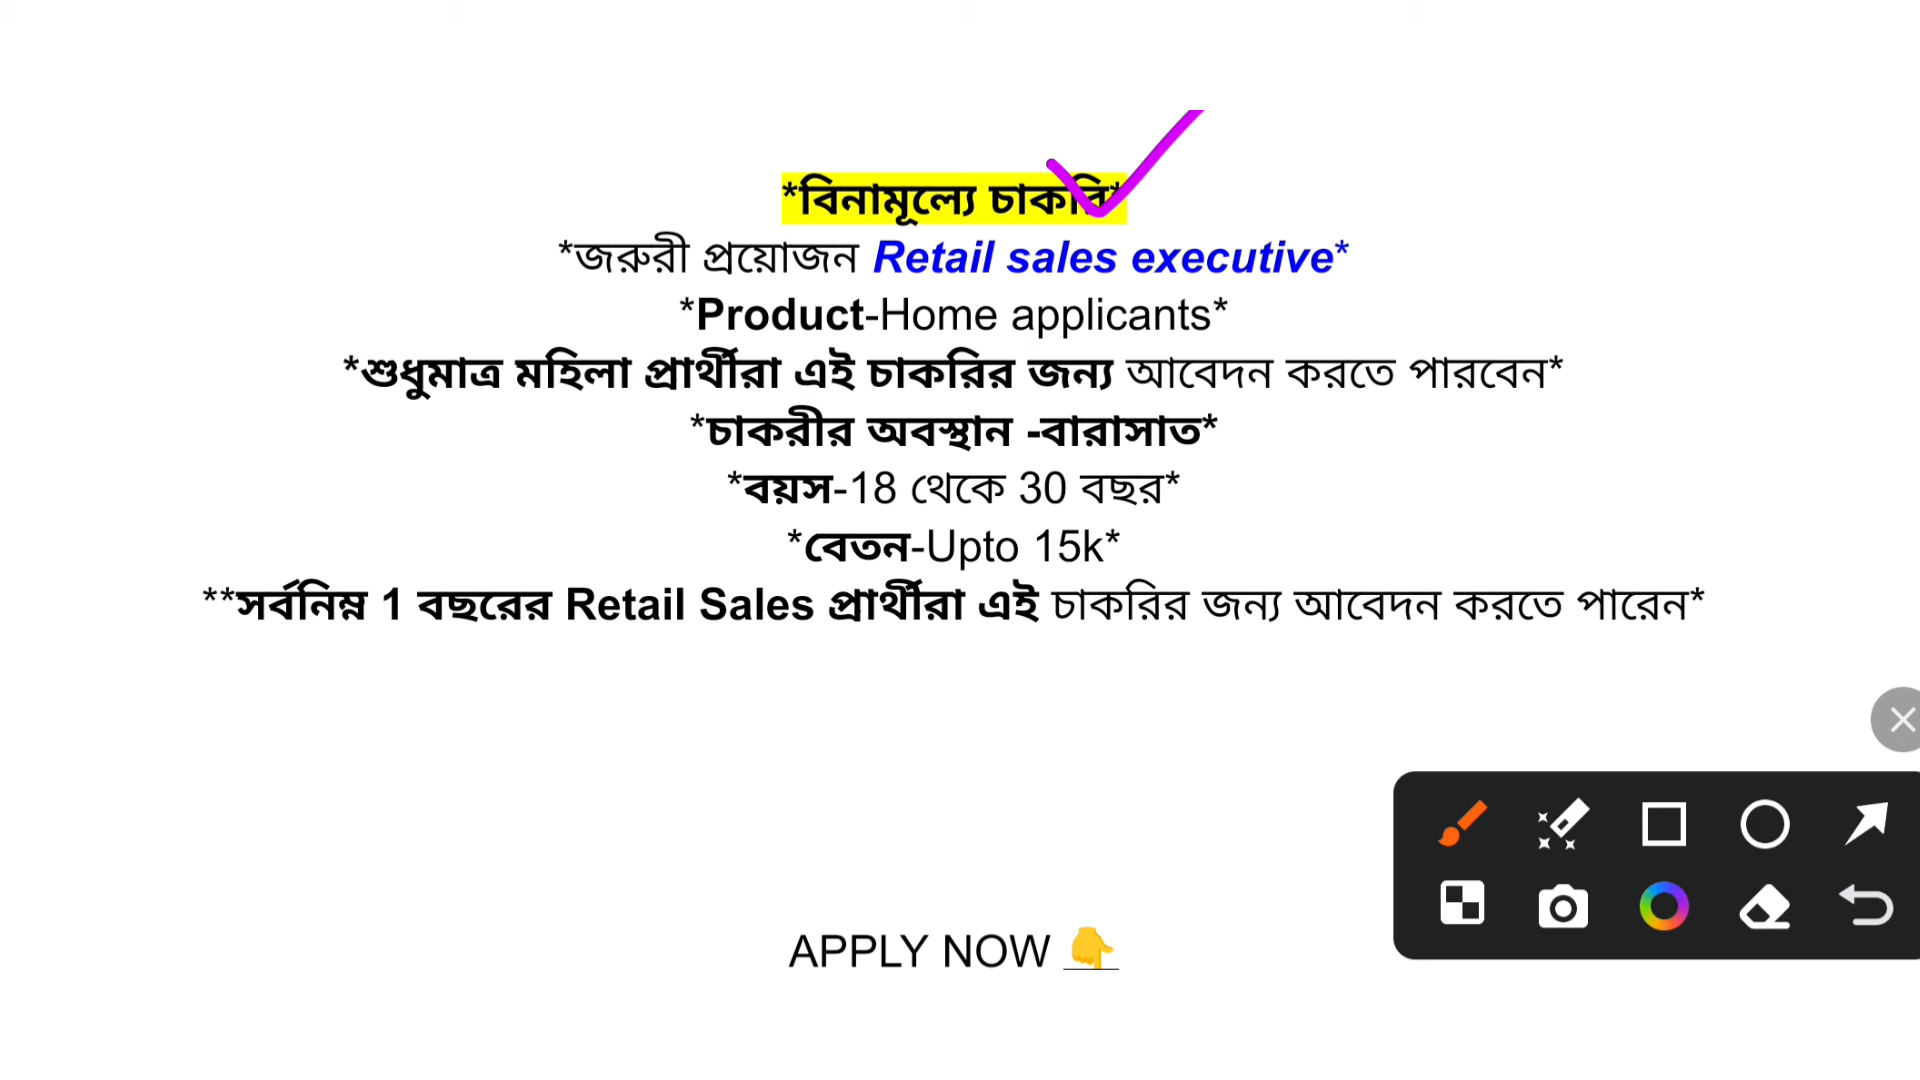 *বিনামূল্যে চাকরি*
*জরুরী প্রয়োজন Retail sales executive*
*Product-Home applicants*
*শুধুমাত্র মহিলা প্রার্থীরা এই চাকরির জন্য আবেদন করতে পারবেন*
*চাকরীর অবস্থান -বারাসাত*
*বয়স-18 থেকে 30 বছর*
*বেতন-Upto 15k*
**সর্বনিম্ন 1 বছরের Retail Sales প্রার্থীরা এই চাকরির জন্য আবেদন করতে পারেন*
APPLY NOW 👇